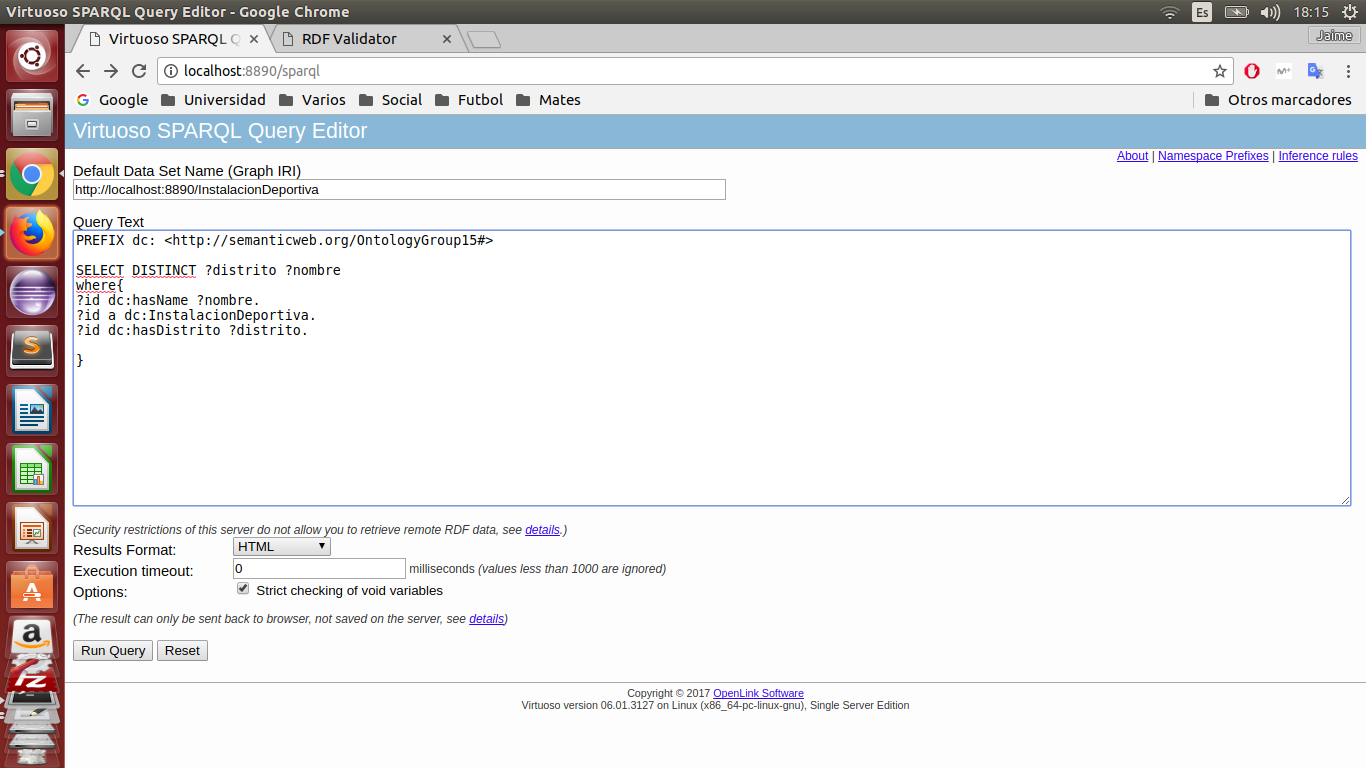 Virtuoso SPARQL Query Editor - Google Chrome
Es
18:15
Virtuoso SPARQL Q
RDF Validator
Jaime
localhost:8890/sparql
Google
Universidad
Varios
Social
Futbol
Mates
Otros marcadores
Virtuoso SPARQL Query Editor
About | Namespace Prefixes | Inference rules
Default Data Set Name (Graph IRI)
http://localhost:8890/InstalacionDeportiva
Query Text
PREFIX dc: <http://semanticweb.org/OntologyGroup15#>
SELECT DISTINCT ?distrito ?nombre
where{
?id dc:hasName ?nombre.
?id a dc:InstalacionDeportiva.
?id dc:hasDistrito ?distrito.
}
(Security restrictions of this server do not allow you to retrieve remote RDF data, see details.)
Results Format: HTML
Execution timeout: 0 milliseconds (values less than 1000 are ignored)
Options: Strict checking of void variables
(The result can only be sent back to browser, not saved on the server, see details)
Run Query Reset
Copyright © 2017 OpenLink Software
Virtuoso version 06.01.3127 on Linux (x86_64-pc-linux-gnu), Single Server Edition